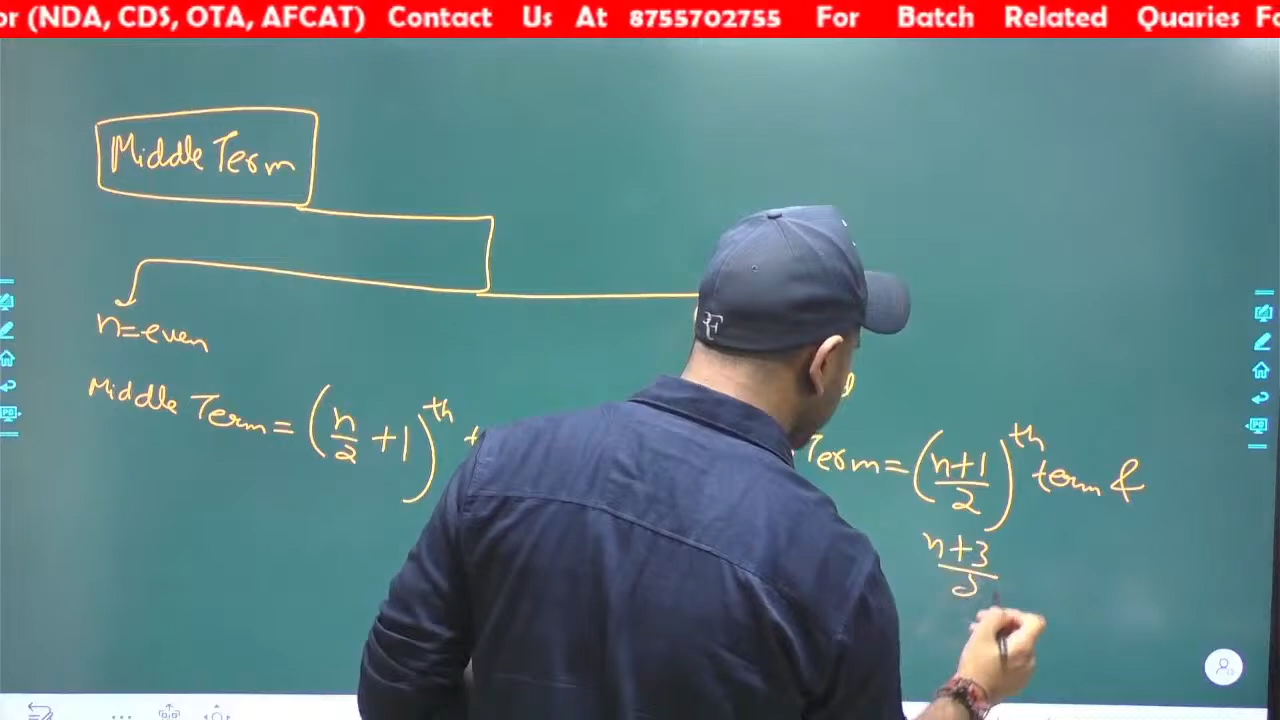 or (NDA, CDS, OTA, AFCAT) Contact Us At 8755702755 For Batch Related Quaries Fo
Middle Term
n=even
Middle Term = (n/2 +1)th
Term = (n+1/2)th term &
n+3